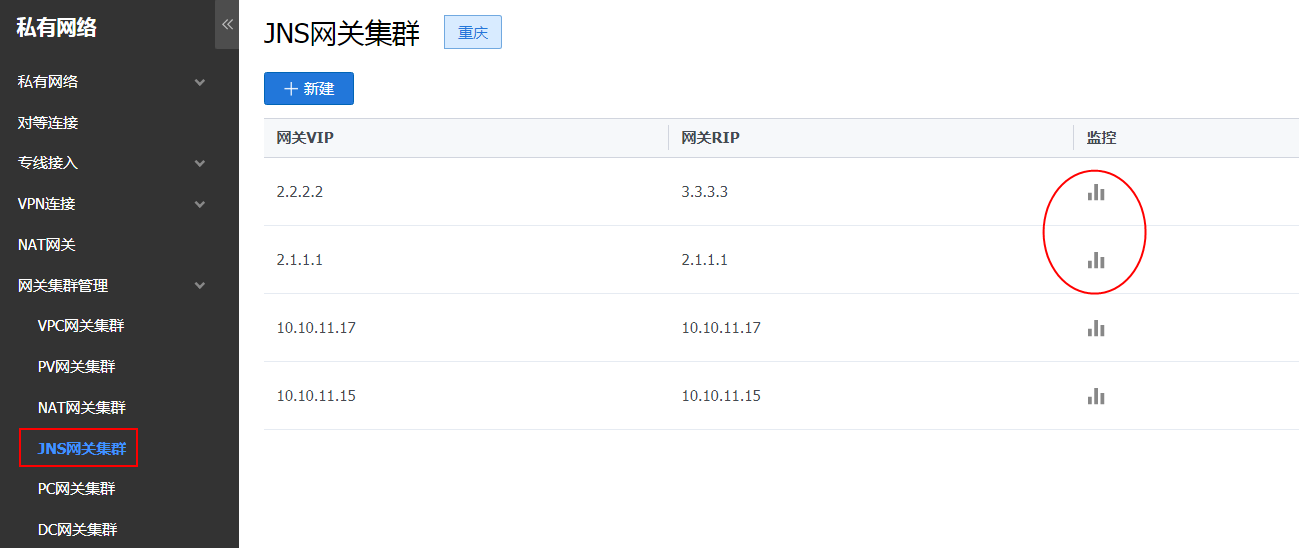 私有网络
私有网络
对等连接
专线接入
VPN连接
NAT网关
网关集群管理
VPC网关集群
PV网关集群
NAT网关集群
JNS网关集群
PC网关集群
DC网关集群
JNS网关集群 重庆
新建
网关VIP 网关RIP 监控
2.2.2.2 3.3.3.3
2.1.1.1 2.1.1.1
10.10.11.17 10.10.11.17
10.10.11.15 10.10.11.15